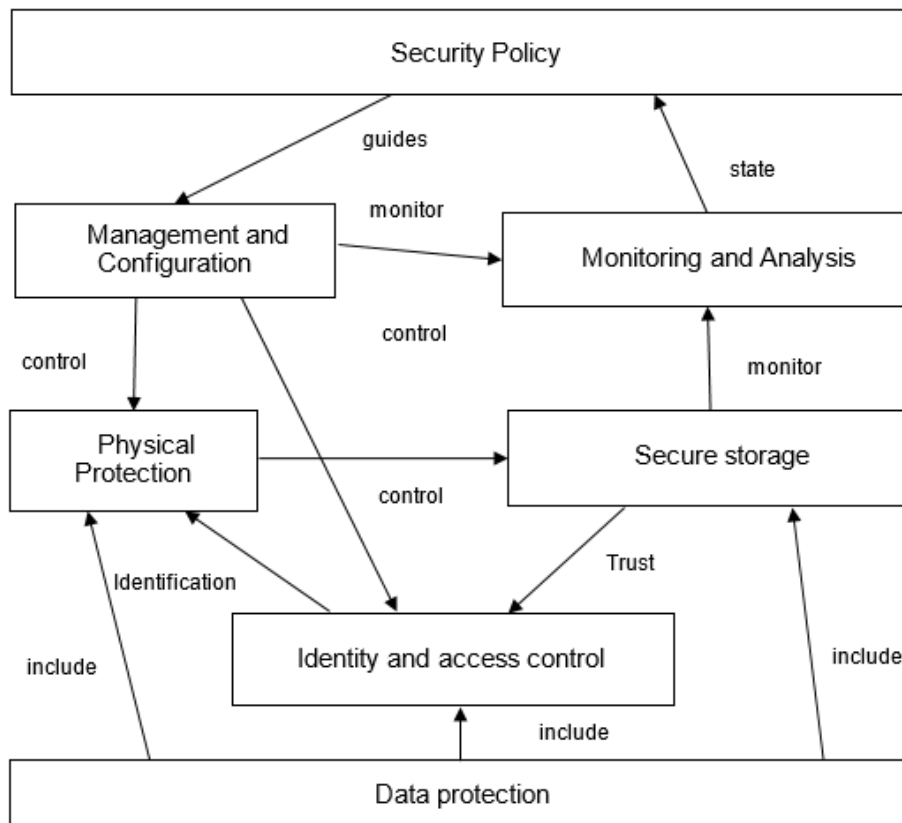 Security Policy
guides
state
monitor
Management and
Configuration
Monitoring and Analysis
control
control
monitor
Physical
Protection
Secure storage
control
Trust
Identification
Identity and access control
include
include
include
Data protection